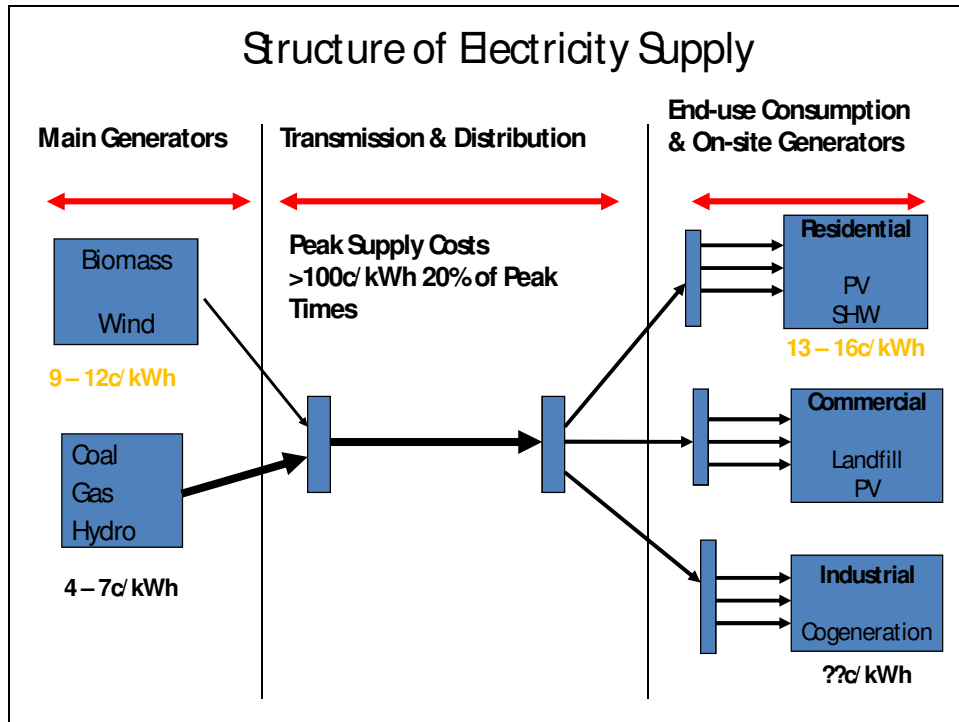 Structure of Electricity Supply
Main Generators
Transmission & Distribution
End-use Consumption
& On-site Generators
Biomass
Wind
9 – 12c/ kWh
Coal
Gas
Hydro
4 – 7c/ kWh
Peak Supply Costs
>100c/ kWh 20% of Peak
Times
Residential
PV
SHW
13 – 16c/ kWh
Commercial
Landfill
PV
Industrial
Cogeneration
??c/ kWh